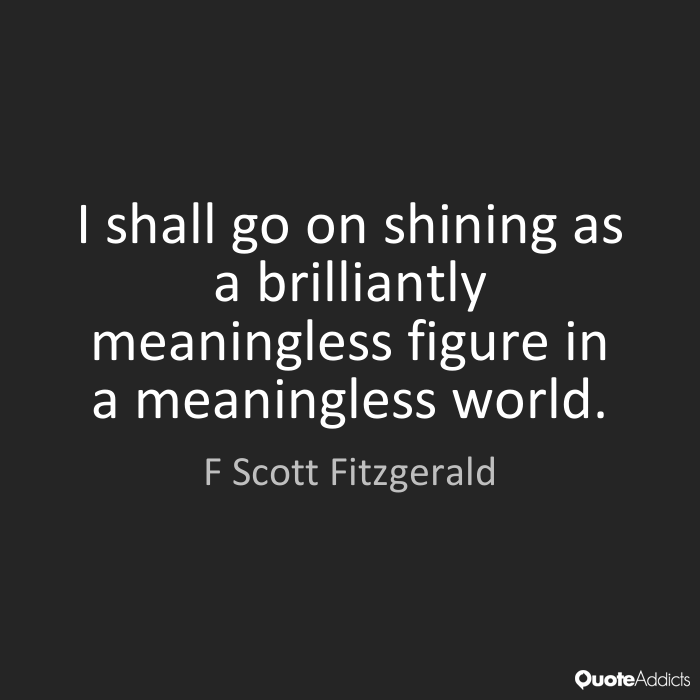 I shall go on shining as
a brilliantly
meaningless figure in
a meaningless world.
F Scott Fitzgerald
QuoteAddicts